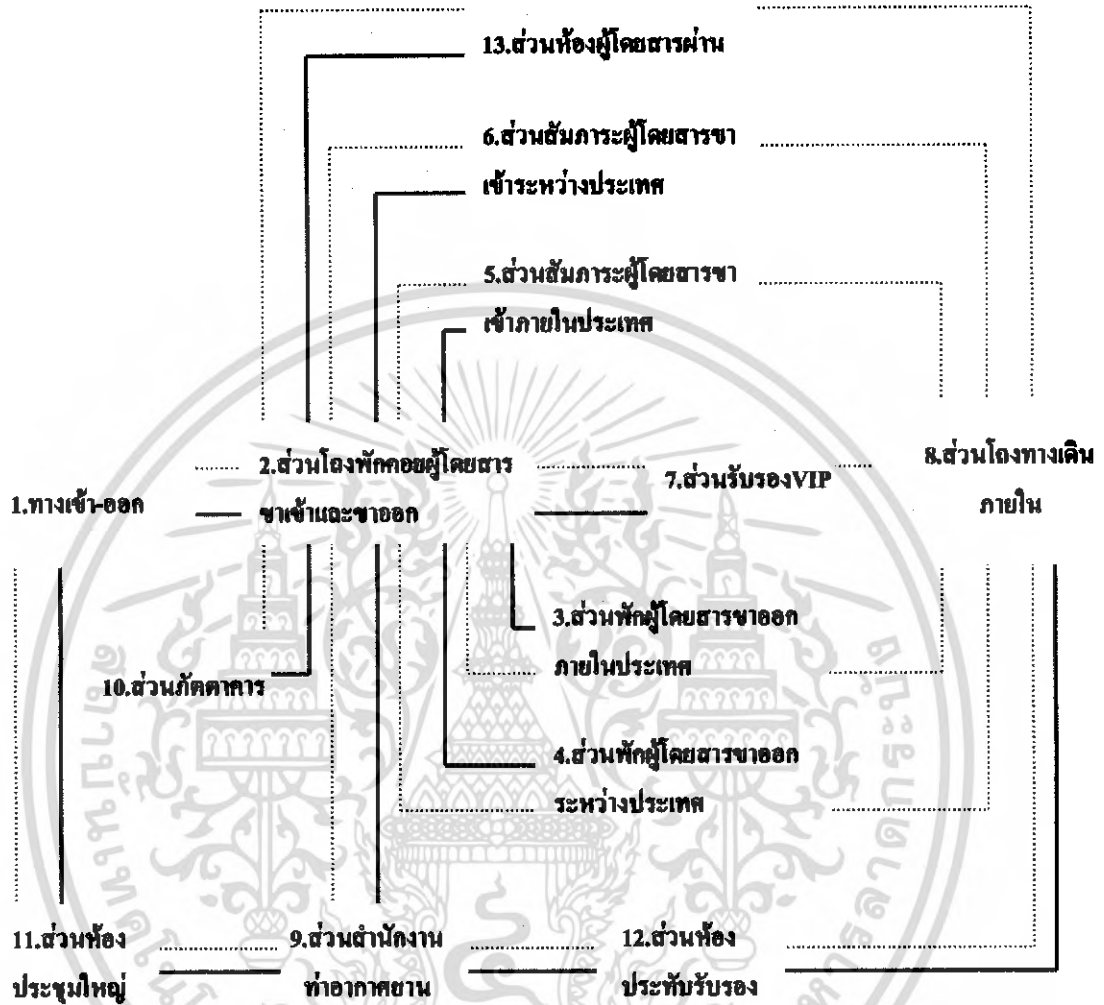 13.ส่วนห้องผู้โดยสารผ่าน
6.ส่วนสัมภาระผู้โดยสารขา
เข้าระหว่างประเทศ
5.ส่วนสัมภาระผู้โดยสารขา
เข้าภายในประเทศ
2.ส่วนโถงพักคอยผู้โดยสาร
ขาเข้าและขาออก
1.ทางเข้า-ออก
7.ส่วนรับรองVIP
8.ส่วนโถงทางเดิน
ภายใน
3.ส่วนพักผู้โดยสารขาออก
ภายในประเทศ
10.ส่วนภัตตาคาร
4.ส่วนพักผู้โดยสารขาออก
ระหว่างประเทศ
11.ส่วนห้อง
ประชุมใหญ่
9.ส่วนสำนักงาน
ท่าอากาศยาน
12.ส่วนห้อง
ประทับรับรอง